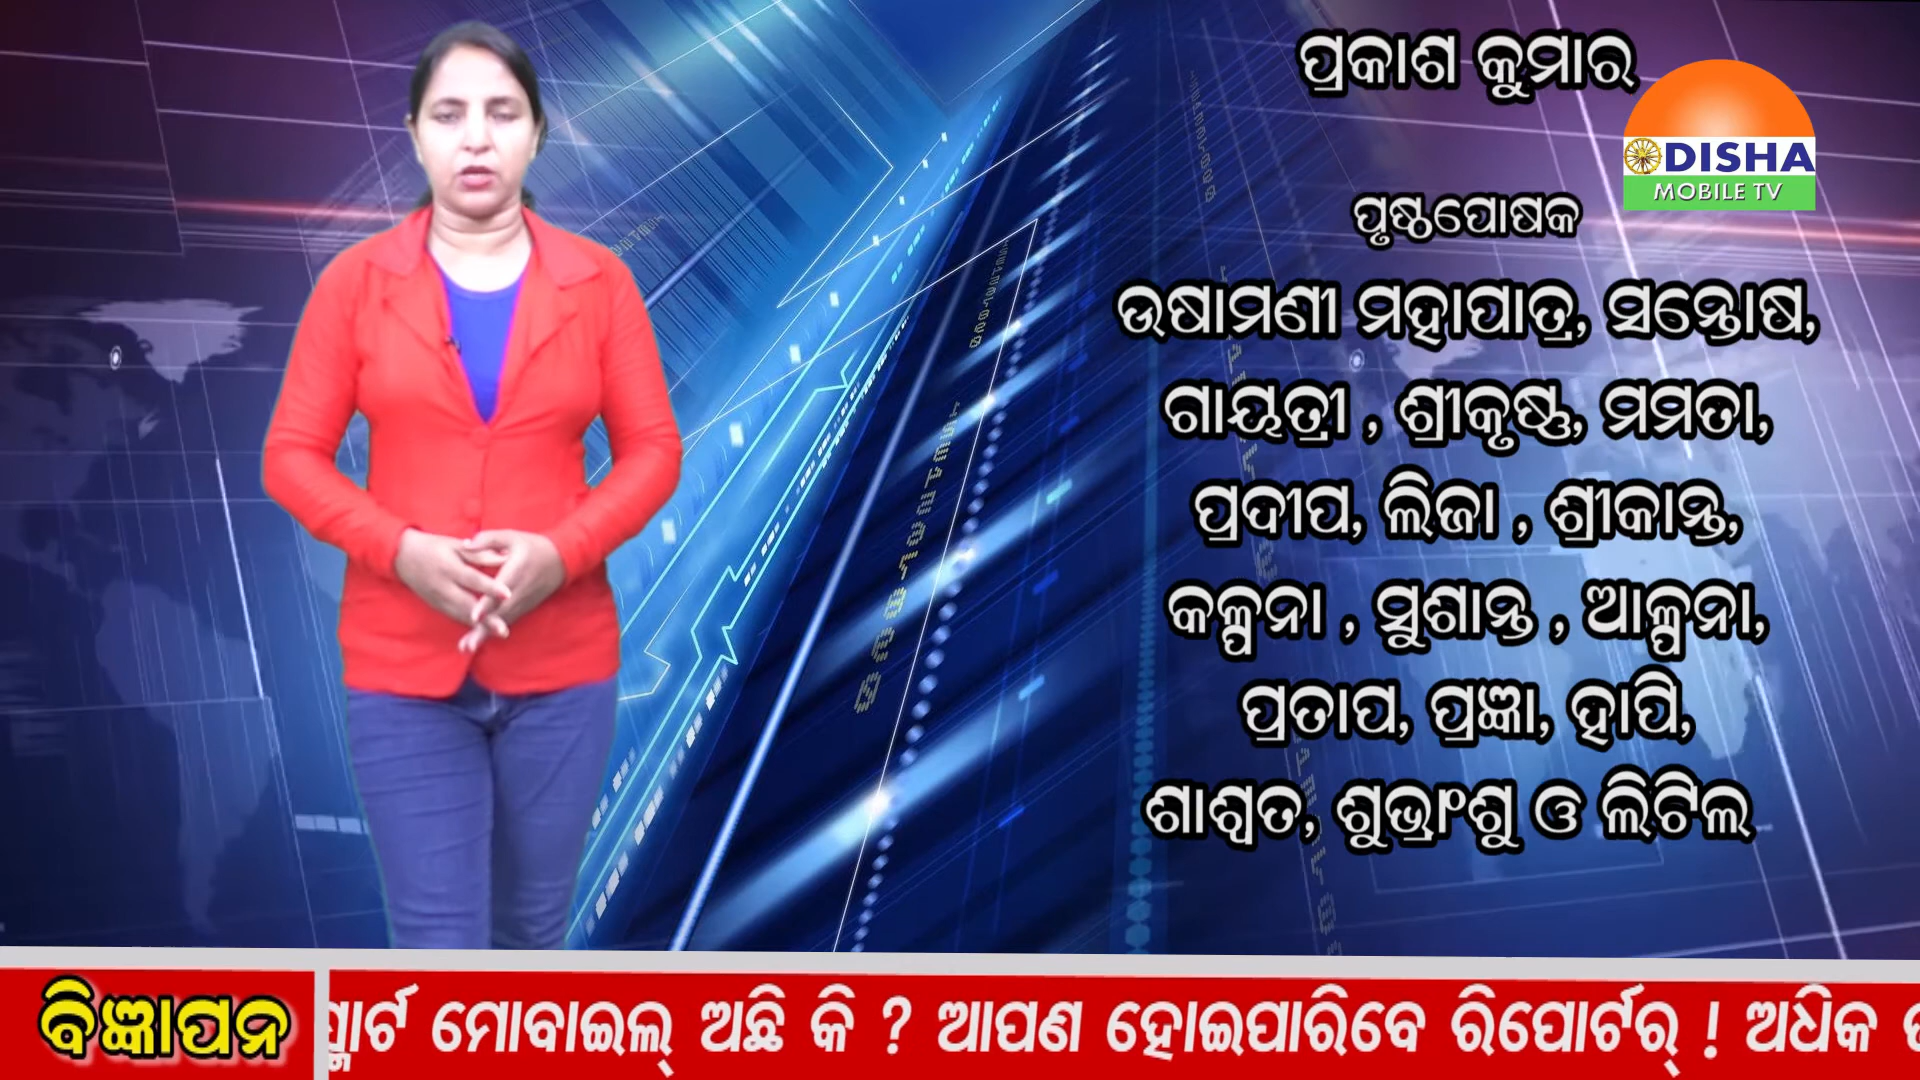 ପ୍ରକାଶ କୁମାର
ODISHA
MOBILE TV
ପୃଷ୍ଠପୋଷକ
ଉଷାମଣୀ ମହାପାତ୍ର, ସନ୍ତୋଷ,
ଗାୟତ୍ରୀ , ଶ୍ରୀକୃଷ୍ଣ, ମମତା,
ପ୍ରଦୀପ, ଲିଜା , ଶ୍ରୀକାନ୍ତ,
କଳ୍ପନା , ସୁଶାନ୍ତ , ଆଳ୍ପନା,
ପ୍ରତାପ, ପ୍ରଜ୍ଞା, ହାପି,
ଶାଶ୍ୱତ, ଶୁଭ୍ରାଂଶୁ ଓ ଲିଟିଲ
ବିଜ୍ଞାପନ
ସ୍ମାର୍ଟ ମୋବାଇଲ୍ ଅଛି କି ? ଆପଣ ହୋଇପାରିବେ ରିପୋର୍ଟର୍ ! ଅଧିକ